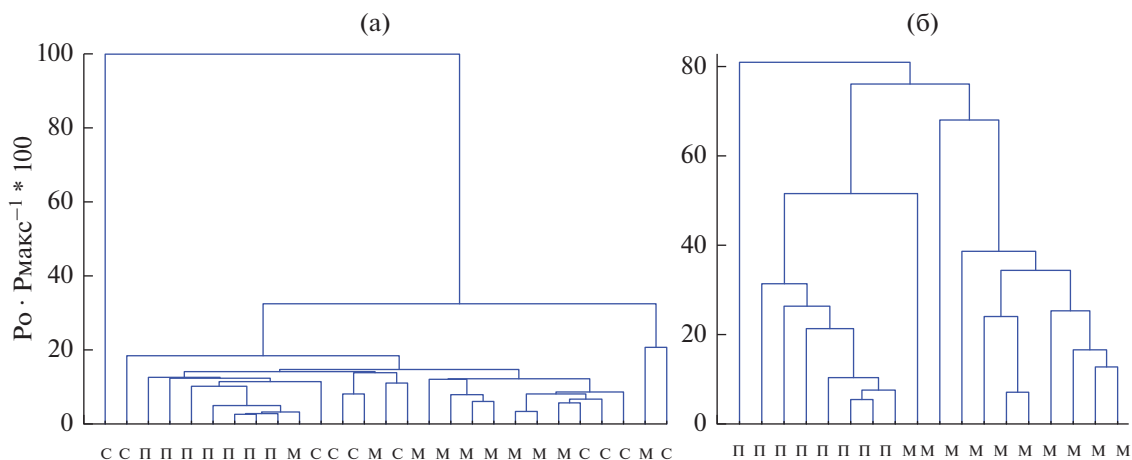 (а)
(б)
Ро · Рмакс⁻¹ * 100
100
80
60
40
20
0
с с п п п п п п п м с с с м с м м м м м м м с с с м с
80
60
40
20
0
п п п п п п п п м м м м м м м м м м